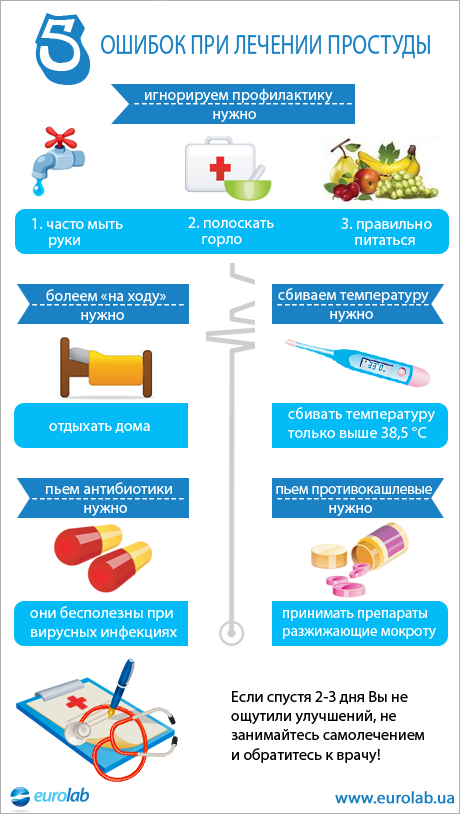 5 ОШИБОК ПРИ ЛЕЧЕНИИ ПРОСТУДЫ
игнорируем профилактику
нужно
1. часто мыть
руки
2. полоскать
горло
3. правильно
питаться
болеем «на ходу»
нужно
отдыхать дома
сбиваем температуру
нужно
33°0.
сбивать температуру
только выше 38,5 °C
пьем антибиотики
нужно
они бесполезны при
вирусных инфекциях
пьем противокашлевые
нужно
принимать препараты
разжижающие мокроту
Если спустя 2-3 дня Вы не
ощутили улучшений, не
занимайтесь самолечением
и обратитесь к врачу!
eurolab
www.eurolab.ua